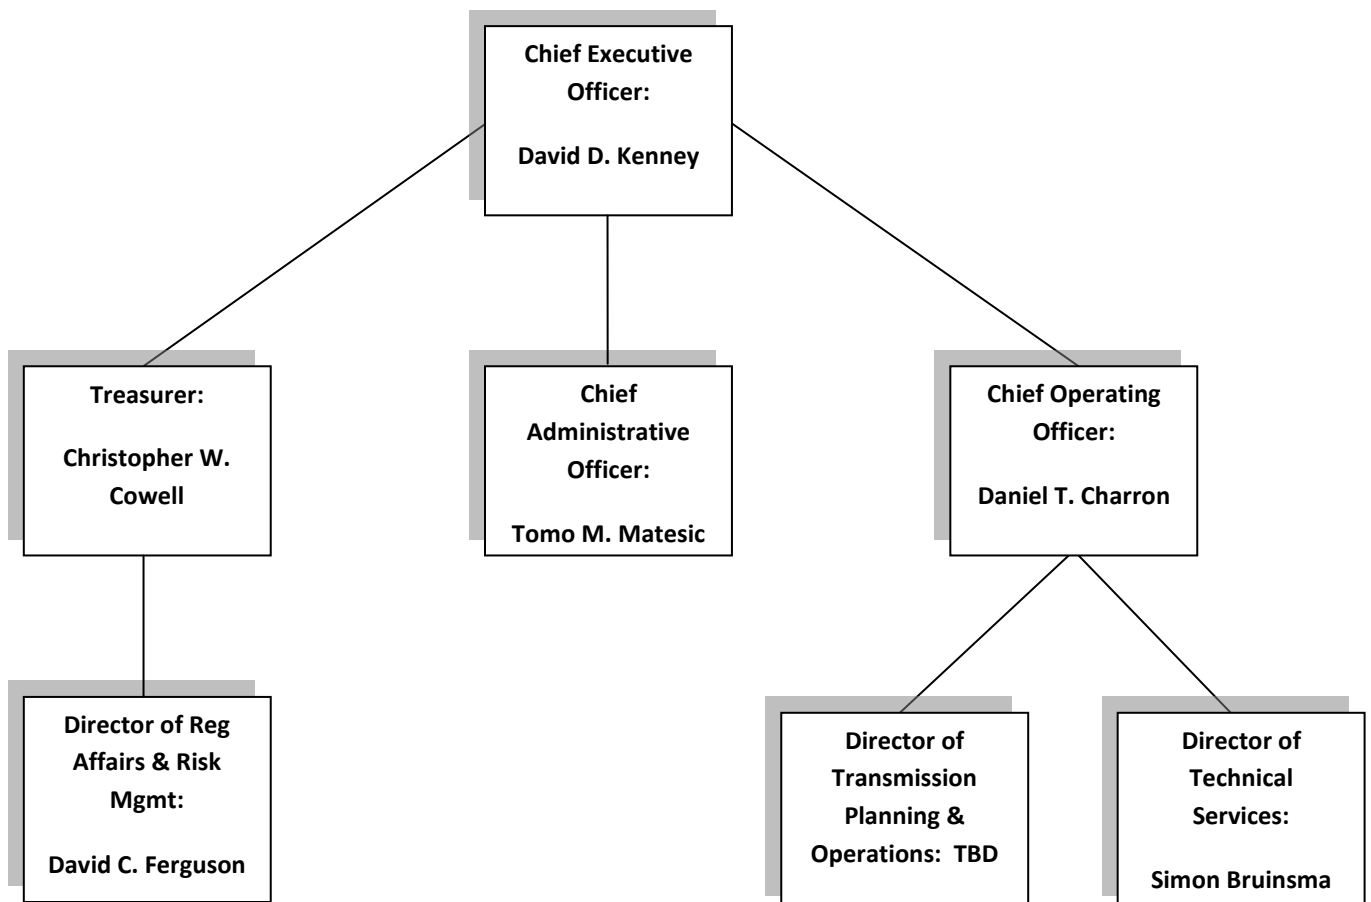 Chief Executive
Officer:
David D. Kenney
Treasurer:
Christopher W.
Cowell
Chief
Administrative
Officer:
Tomo M. Matesic
Chief Operating
Officer:
Daniel T. Charron
Director of Reg
Affairs & Risk
Mgmt:
David C. Ferguson
Director of
Transmission
Planning &
Operations:  TBD
Director of
Technical
Services:
Simon Bruinsma